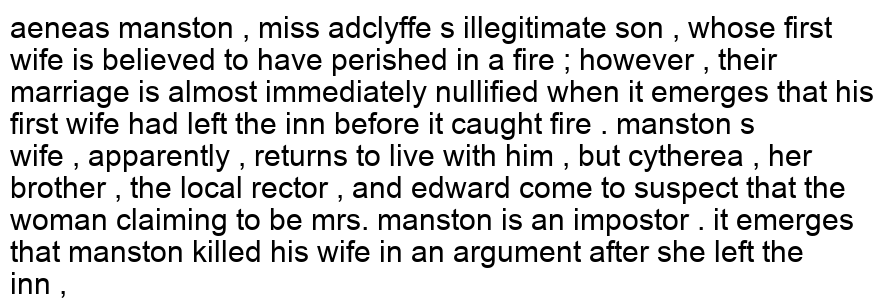 aeneas manston , miss adclyffe s illegitimate son , whose first
wife is believed to have perished in a fire ; however , their
marriage is almost immediately nullified when it emerges that his
first wife had left the inn before it caught fire . manston s
wife , apparently , returns to live with him , but cytherea , her
brother , the local rector , and edward come to suspect that the
woman claiming to be mrs. manston is an impostor . it emerges
that manston killed his wife in an argument after she left the
inn ,